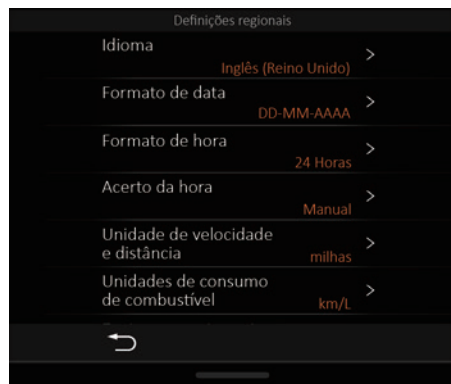 Definições regionais
Idioma
Inglês (Reino Unido)
Formato de data
DD-MM-AAAA
Formato de hora
24 Horas
Acerto da hora
Manual
Unidade de velocidade
e distância
milhas
Unidades de consumo
de combustível
km/L